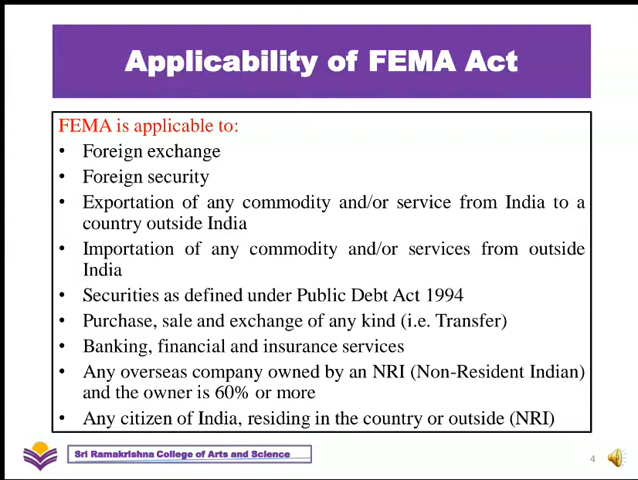 Applicability of FEMA Act
FEMA is applicable to:
• Foreign exchange
• Foreign security
• Exportation of any commodity and/or service from India to a
country outside India
• Importation of any commodity and/or services from outside
India
• Securities as defined under Public Debt Act 1994
• Purchase, sale and exchange of any kind (i.e. Transfer)
• Banking, financial and insurance services
• Any overseas company owned by an NRI (Non-Resident Indian)
and the owner is 60% or more
• Any citizen of India, residing in the country or outside (NRI)
Sri Ramakrishna College of Arts and Science
4